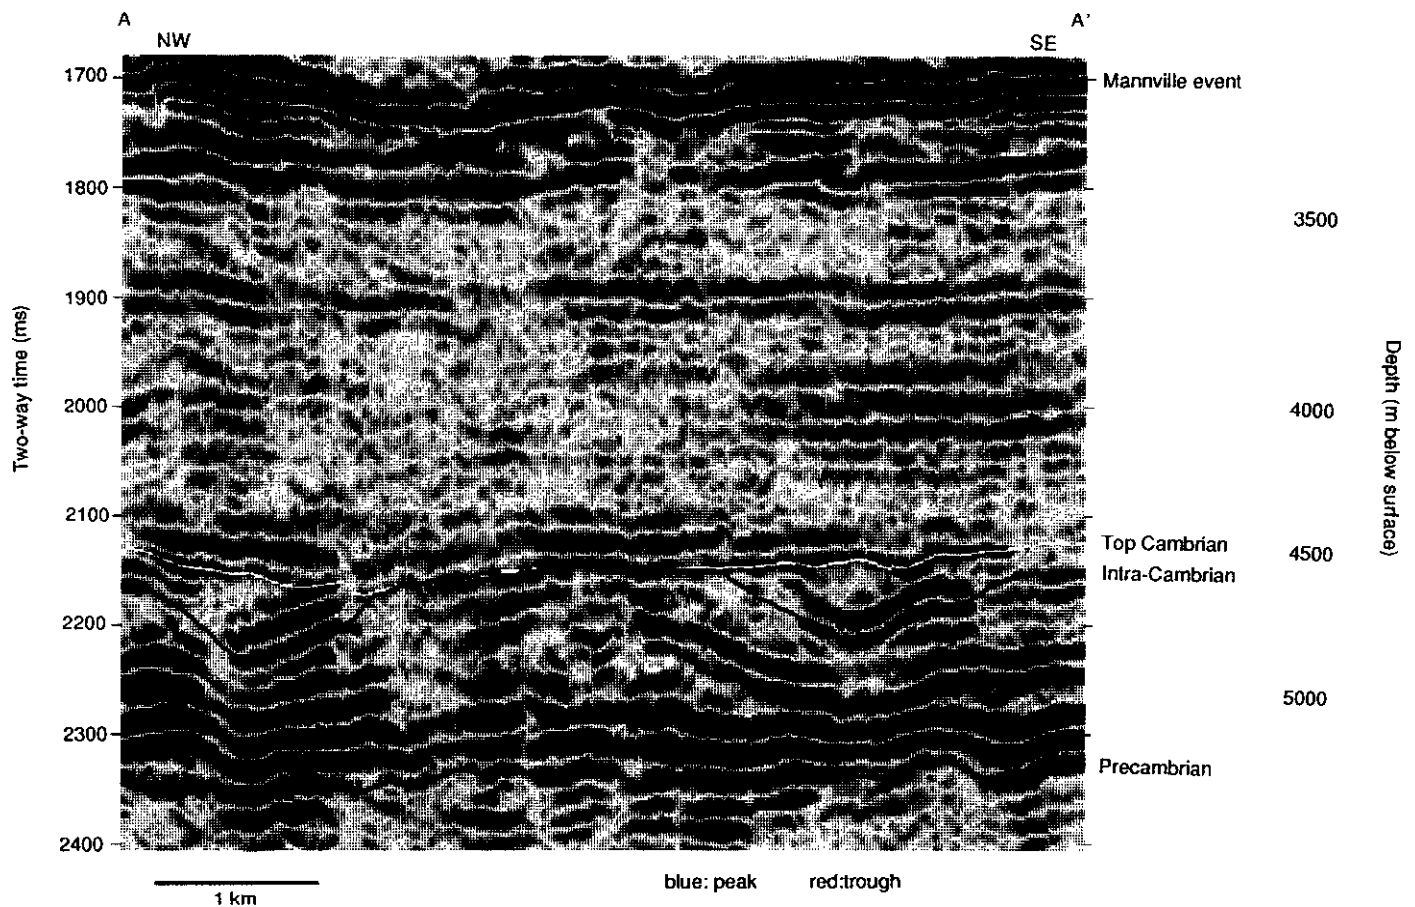 A
A'
NW
SE
1700
Mannville event
1800
3500
1900
Two-way time (ms)
Depth (m below surface)
2000
4000
2100
Top Cambrian
4500
Intra-Cambrian
2200
5000
2300
Precambrian
2400
blue: peak
red:trough
1 km